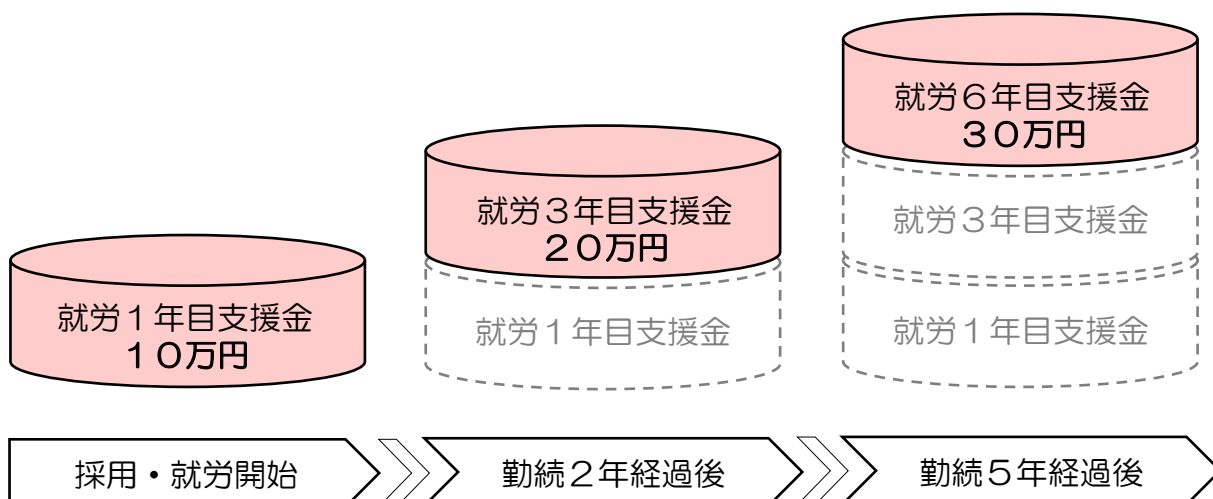 就労１年目支援金
１０万円
就労３年目支援金
２０万円
就労１年目支援金
就労６年目支援金
３０万円
就労３年目支援金
就労１年目支援金
採用・就労開始
勤続２年経過後
勤続５年経過後